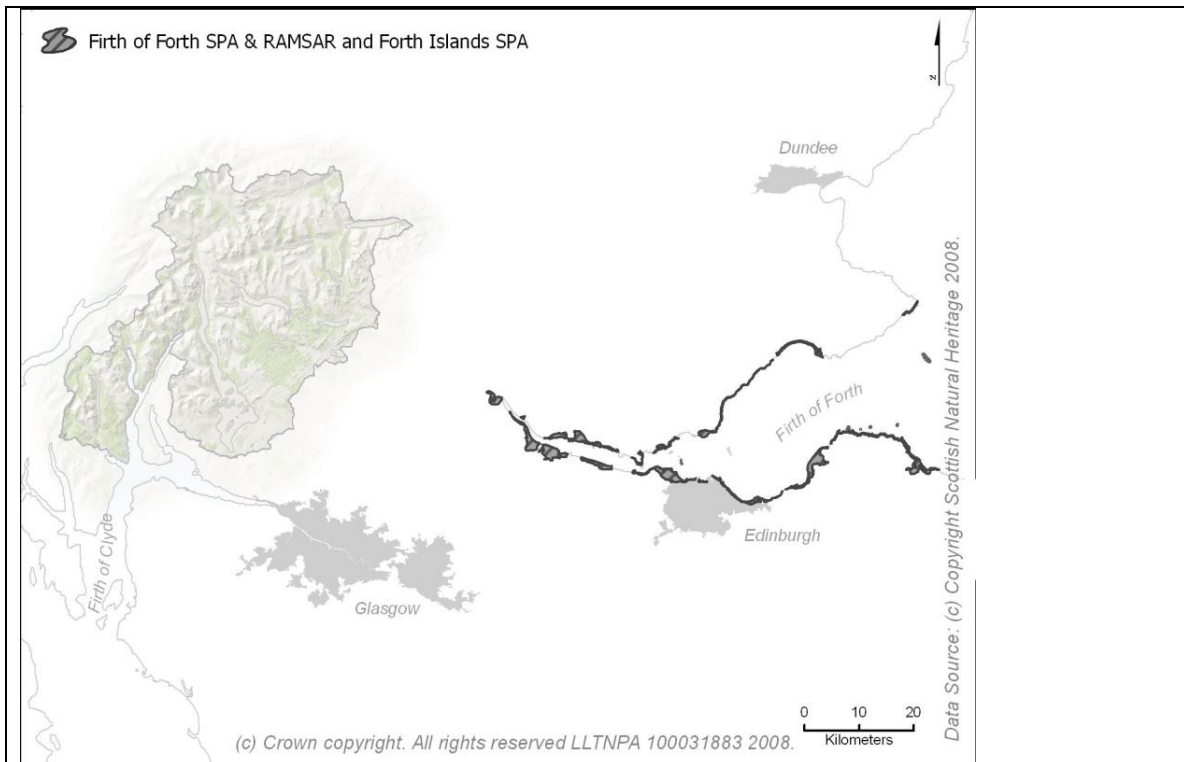 Firth of Forth SPA & RAMSAR and Forth Islands SPA
N
Dundee
Firth of Forth
Edinburgh
Firth of Clyde
Glasgow
0 10 20
Kilometers
(c) Crown copyright. All rights reserved LLTNPA 100031883 2008.
Data Source: (c) Copyright Scottish Natural Heritage 2008.